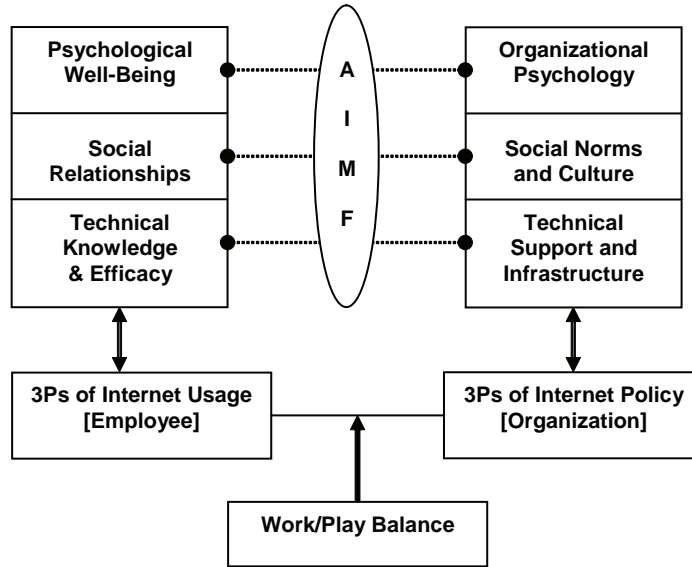 Psychological
Well-Being
Social
Relationships
Technical
Knowledge
& Efficacy
A
I
M
F
Organizational
Psychology
Social Norms
and Culture
Technical
Support and
Infrastructure
3Ps of Internet Usage
[Employee]
3Ps of Internet Policy
[Organization]
Work/Play Balance